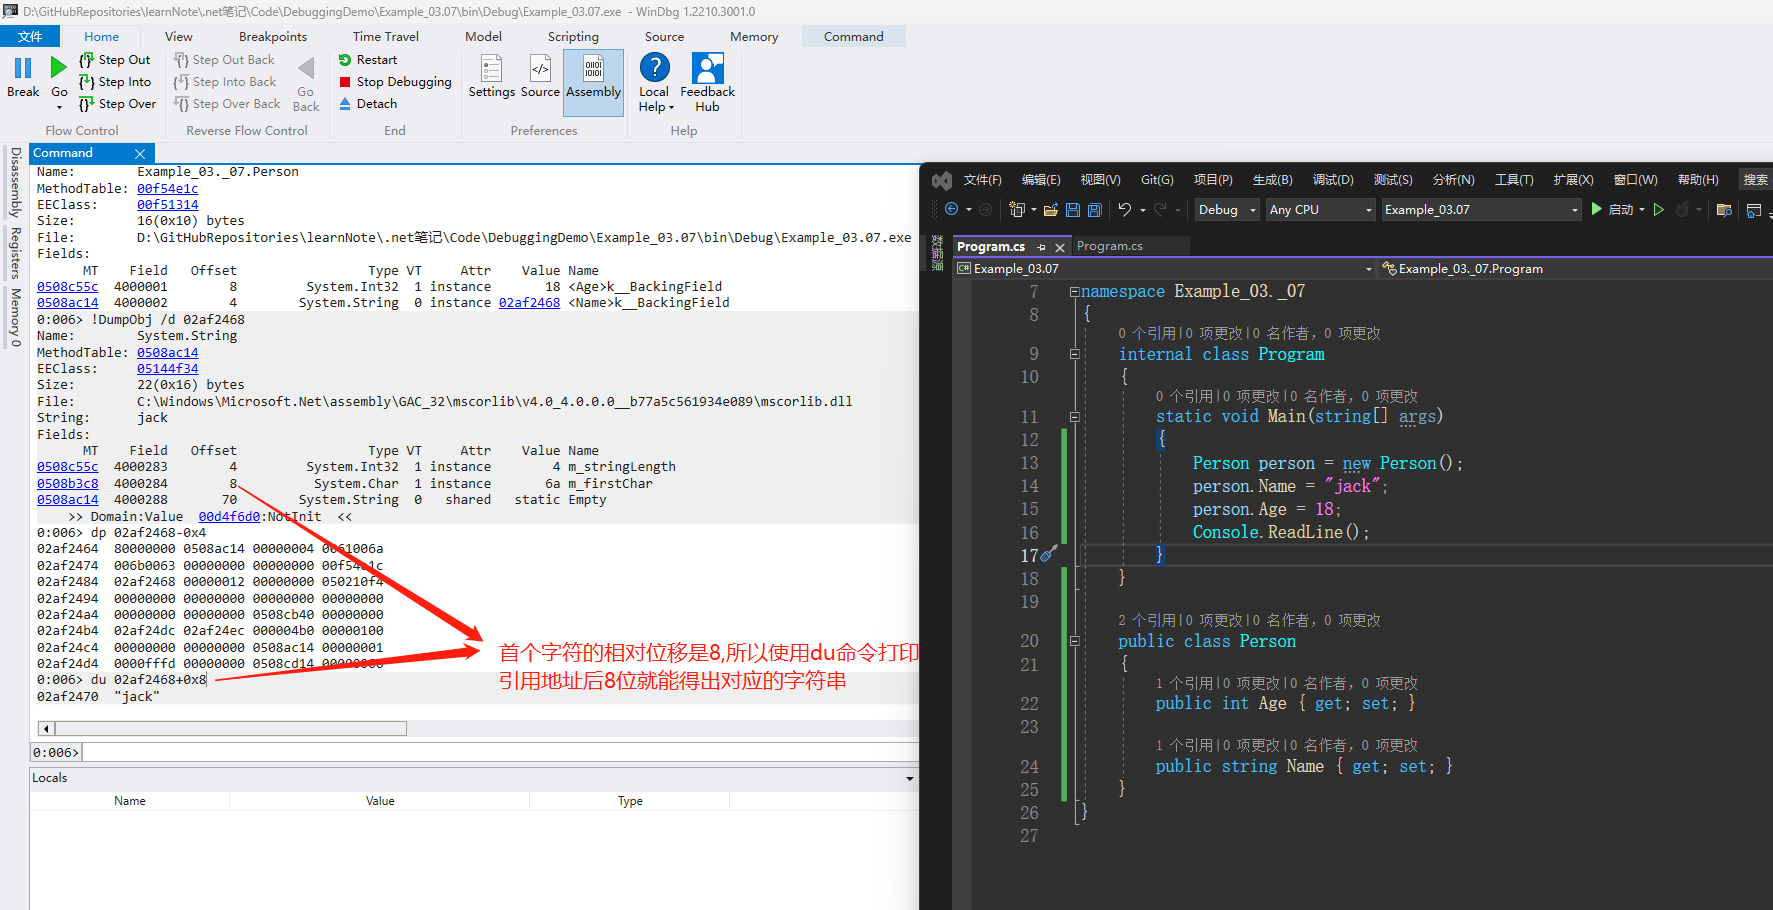 D:\GitHubRepositories\learnNote\.net笔记\Code\DebuggingDemo\Example_03.07\bin\Debug\Example_03.07.exe - WinDbg 1.2210.3001.0
文件 Home View Breakpoints Time Travel Model Scripting Source Memory Command
Break
Go
Step Out
Step Into
Step Over
Flow Control
Step Out Back
Step Into Back
Step Over Back
Go Back
Reverse Flow Control
Restart
Stop Debugging
Detach
End
Settings
Source
Assembly
Preferences
Local Help
Feedback Hub
Help
Disassembly
Registers
Memory 0
Command
Name: Example_03._07.Person
MethodTable: 00f54e1c
EEClass: 00f51314
Size: 16(0x10) bytes
File: D:\GitHubRepositories\learnNote\.net笔记\Code\DebuggingDemo\Example_03.07\bin\Debug\Example_03.07.exe
Fields:
MT Field Offset Type VT Attr Value Name
0508c55c 4000001 8 System.Int32 1 instance 18 <Age>k__BackingField
0508ac14 4000002 4 System.String 0 instance 02af2468 <Name>k__BackingField
0:006> !DumpObj /d 02af2468
Name: System.String
MethodTable: 0508ac14
EEClass: 05144f34
Size: 22(0x16) bytes
File: C:\Windows\Microsoft.Net\assembly\GAC_32\mscorlib\v4.0_4.0.0.0__b77a5c561934e089\mscorlib.dll
String: jack
Fields:
MT Field Offset Type VT Attr Value Name
0508c55c 4000283 4 System.Int32 1 instance 4 m_stringLength
0508b3c8 4000284 8 System.Char 1 instance 6a m_firstChar
0508ac14 4000288 70 System.String 0 shared static Empty
>> Domain:Value 00d4f6d0:NotInit <<
0:006> dp 02af2468-0x4
02af2464 80000000 0508ac14 00000004 0061006a
02af2474 006b0063 00000000 00000000 00f54e1c
02af2484 02af2468 00000012 00000000 050210f4
02af2494 00000000 00000000 00000000 00000000
02af24a4 00000000 00000000 0508cb40 00000000
02af24b4 02af24dc 02af24ec 000004b0 00000100
02af24c4 00000000 00000000 0508ac14 00000001
02af24d4 0000fffd 00000000 0508cd14 00000000
0:006> du 02af2468+0x8
02af2470 "jack"
首个字符的相对位移是8,所以使用du命令打印
引用地址后8位就能得出对应的字符串
0:006>
Locals
Name Value Type
文件(F) 编辑(E) 视图(V) Git(G) 项目(P) 生成(B) 调试(D) 测试(S) 分析(N) 工具(T) 扩展(X) 窗口(W) 帮助(H) 搜索
Debug Any CPU Example_03.07 启动
数据源
Program.cs Program.cs
C# Example_03.07 Example_03._07.Program
7 namespace Example_03._07
8 {
0 个引用|0 项更改|0 名作者，0 项更改
9 internal class Program
10 {
0 个引用|0 项更改|0 名作者，0 项更改
11 static void Main(string[] args)
12 {
13 Person person = new Person();
14 person.Name = "jack";
15 person.Age = 18;
16 Console.ReadLine();
17 }
18 }
19
2 个引用|0 项更改|0 名作者，0 项更改
20 public class Person
21 {
1 个引用|0 项更改|0 名作者，0 项更改
22 public int Age { get; set; }
23
1 个引用|0 项更改|0 名作者，0 项更改
24 public string Name { get; set; }
25 }
26 }
27